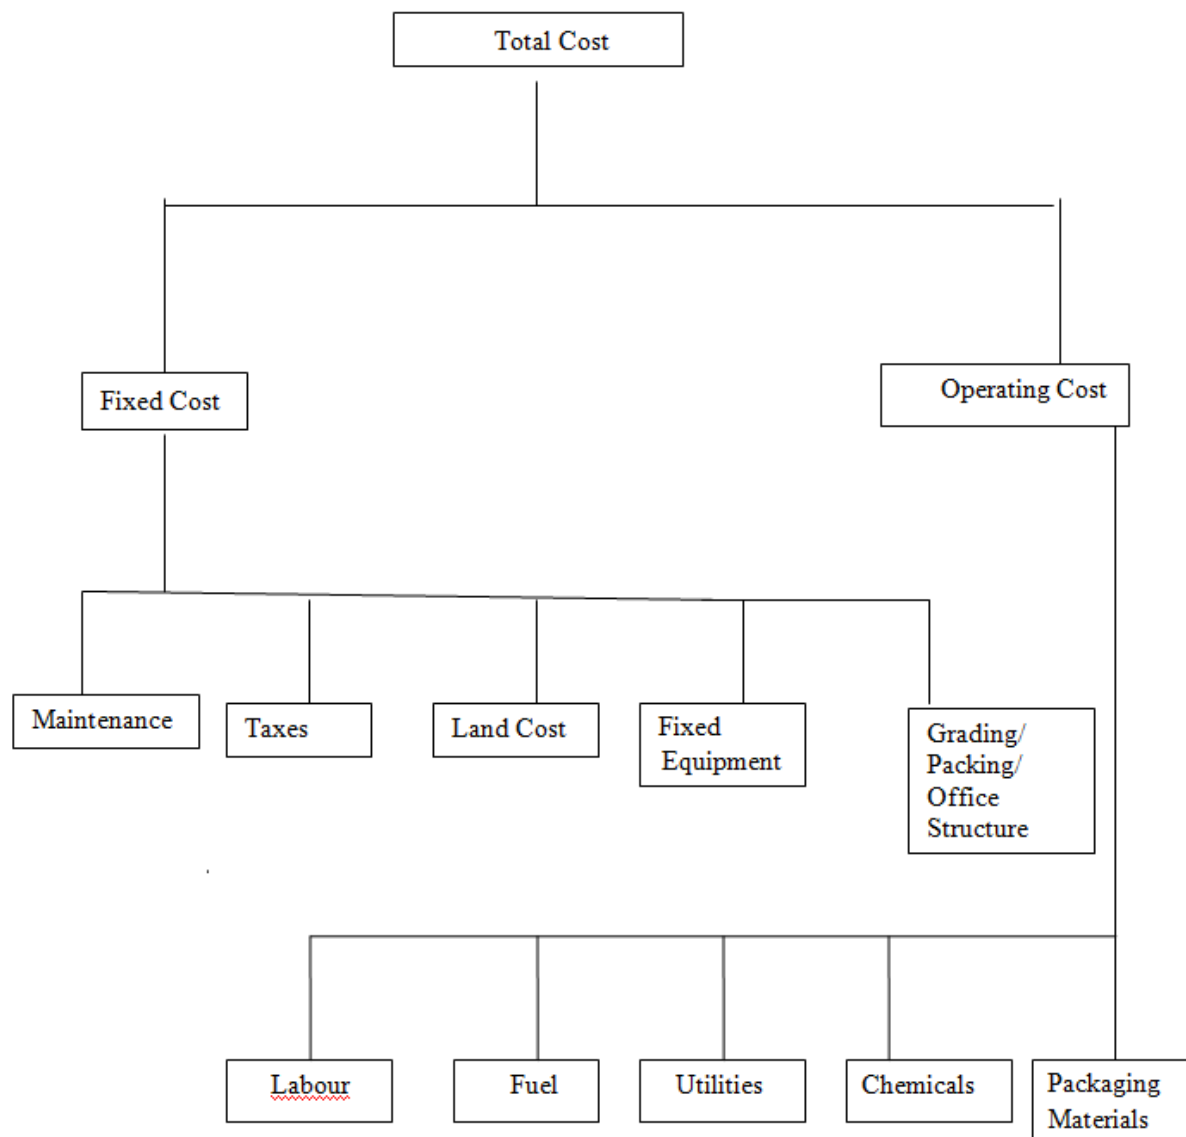 Total Cost
Fixed Cost
Operating Cost
Maintenance
Taxes
Land Cost
Fixed
Equipment
Grading/
Packing/
Office
Structure
Labour
Fuel
Utilities
Chemicals
Packaging
Materials